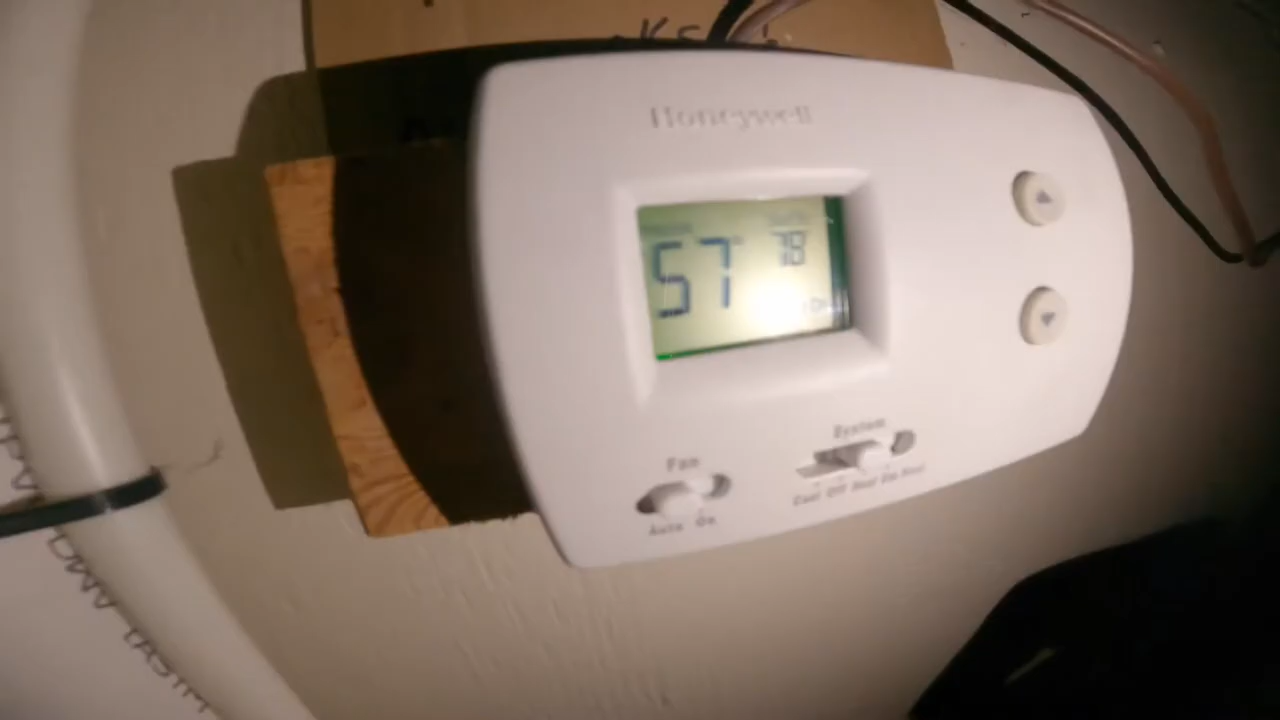 Honeywell
57
78
System
Fan
Cool Off Heat Em Heat
Auto On